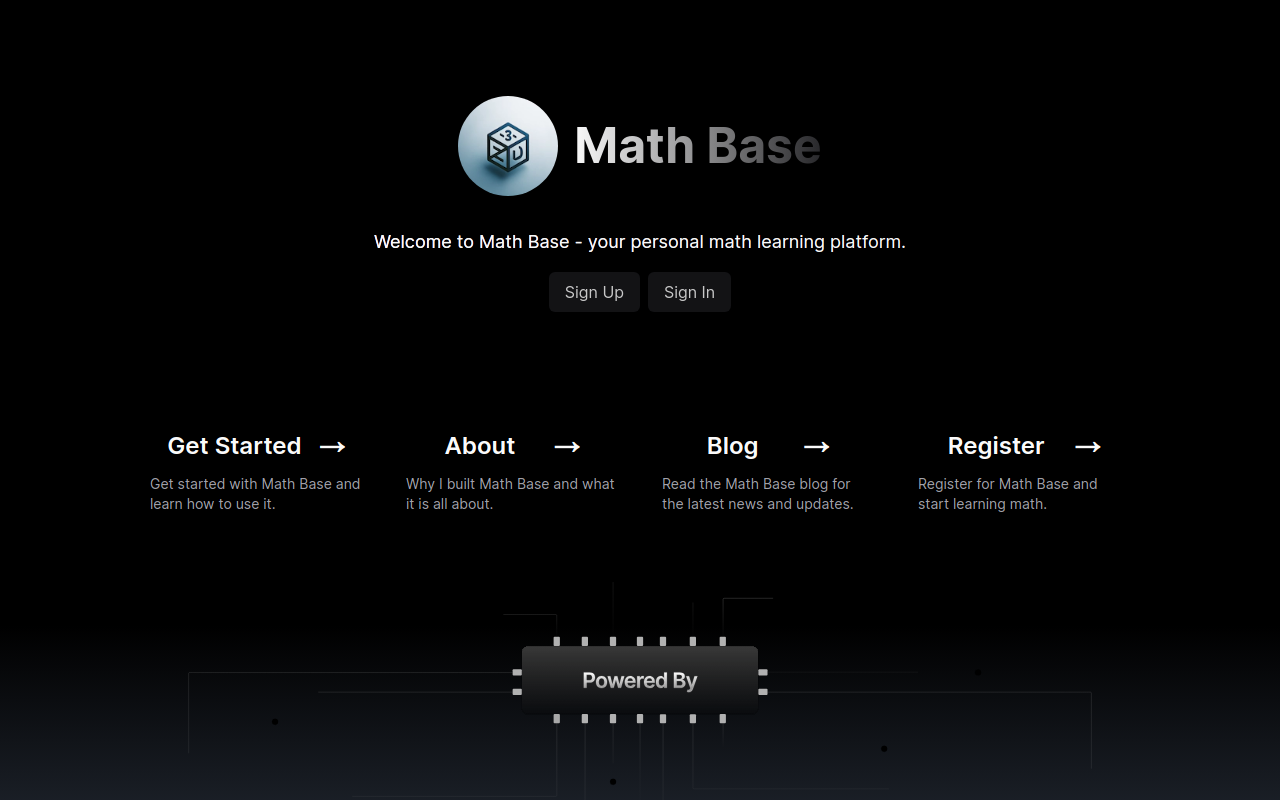 Math Base
Welcome to Math Base - your personal math learning platform.
Sign Up
Sign In
Get Started →
Get started with Math Base and
learn how to use it.
About →
Why I built Math Base and what
it is all about.
Blog →
Read the Math Base blog for
the latest news and updates.
Register →
Register for Math Base and
start learning math.
Powered By